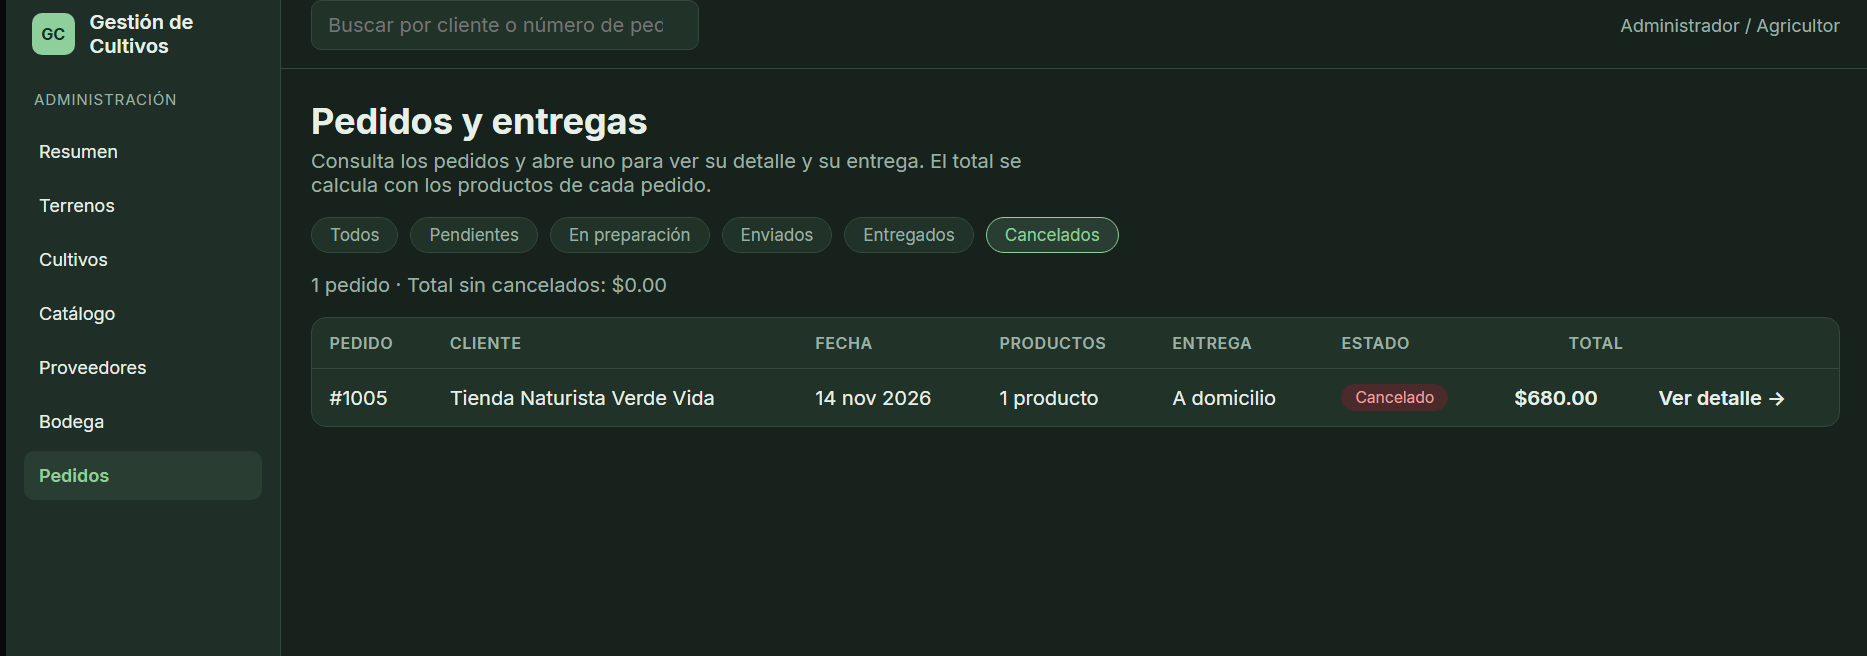 GC
Gestión de
Cultivos
Buscar por cliente o número de ped
Administrador / Agricultor
ADMINISTRACIÓN
Resumen
Terrenos
Cultivos
Catálogo
Proveedores
Bodega
Pedidos
Pedidos y entregas
Consulta los pedidos y abre uno para ver su detalle y su entrega. El total se
calcula con los productos de cada pedido.
Todos Pendientes En preparación Enviados Entregados Cancelados
1 pedido · Total sin cancelados: $0.00
PEDIDO CLIENTE FECHA PRODUCTOS ENTREGA ESTADO TOTAL
#1005 Tienda Naturista Verde Vida 14 nov 2026 1 producto A domicilio Cancelado $680.00 Ver detalle →